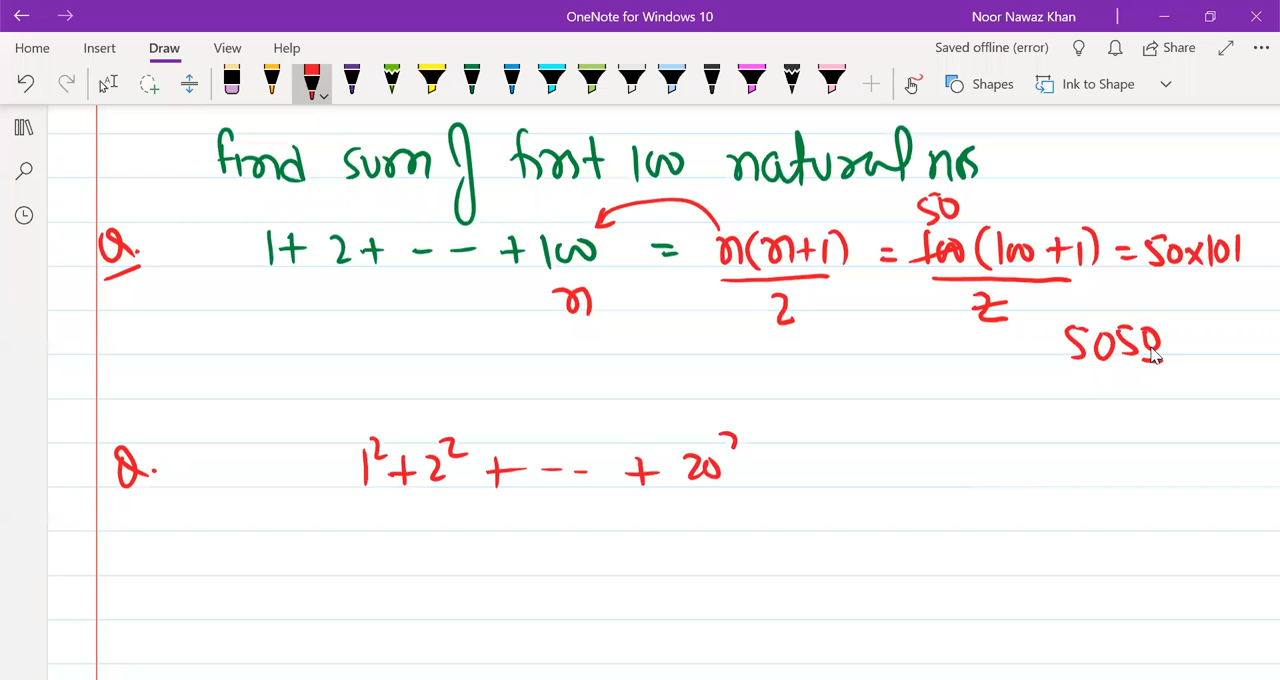 OneNote for Windows 10
Noor Nawaz Khan
Home Insert Draw View Help
Saved offline (error) Share
Shapes Ink to Shape
find sum of first 100 natural nos
50
Q. 1 + 2 + - - - + 100 = n(n+1) = 100(100+1) = 50x101
n 2 2
5050
Q. 1² + 2² + - - - + 20²